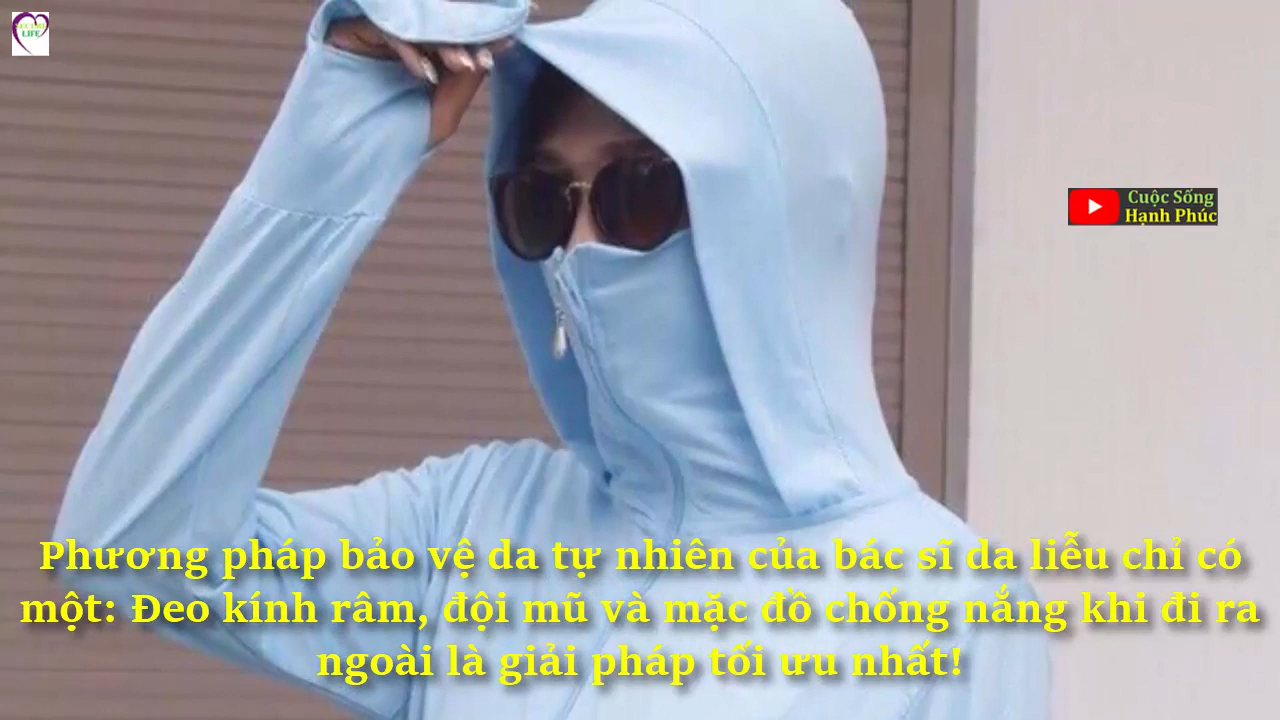 LIFE
Cuộc Sống
Hạnh Phúc
Phương pháp bảo vệ da tự nhiên của bác sĩ da liễu chỉ có
một: Đeo kính râm, đội mũ và mặc đồ chống nắng khi đi ra
ngoài là giải pháp tối ưu nhất!